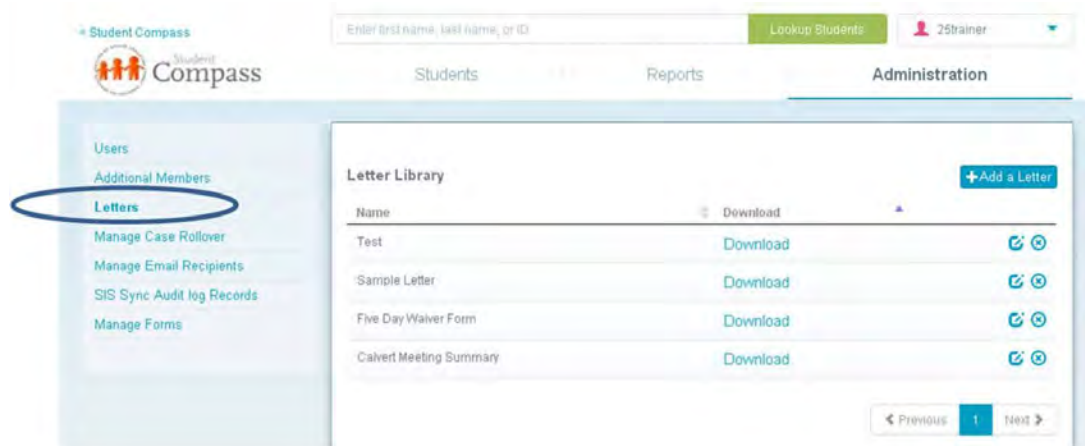 « Student Compass
Enter first name, last name, or ID
Lookup Students
25trainer
Student
Compass
Students
Reports
Administration
Users
Additional Members
Letters
Manage Case Rollover
Manage Email Recipients
SIS Sync Audit log Records
Manage Forms
Letter Library
+Add a Letter
Name
Download
Test
Download
Sample Letter
Download
Five Day Waiver Form
Download
Calvert Meeting Summary
Download
Previous
1
Next